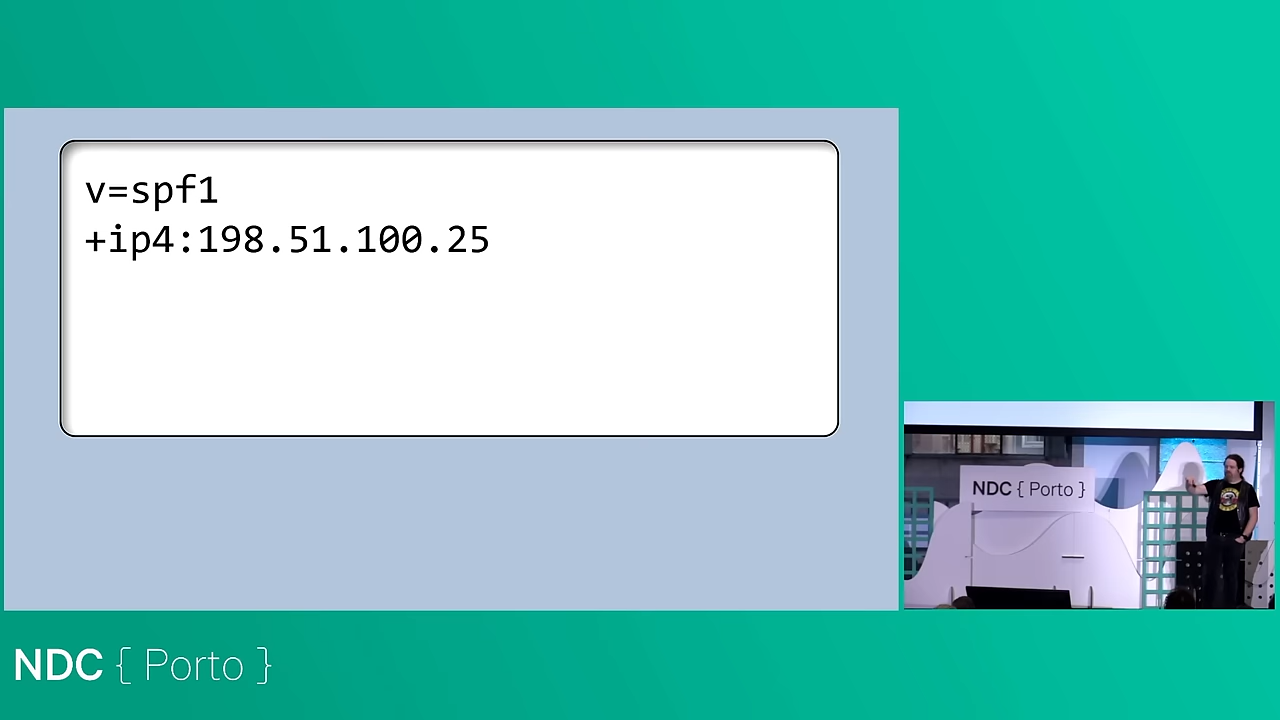 v=spf1
+ip4:198.51.100.25
NDC { Porto }
NDC { Porto }